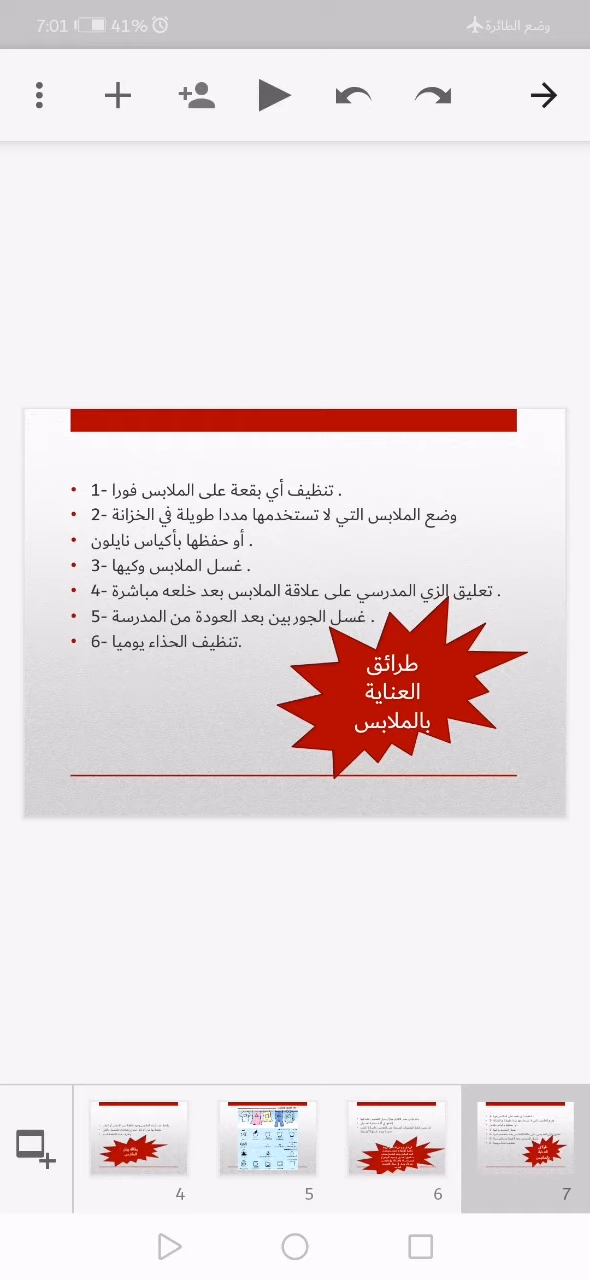 7:01 41% وضع الطائرة
1- تنظيف أي بقعة على الملابس فورا .
2- وضع الملابس التي لا تستخدمها مددا طويلة في الخزانة
أو حفظها بأكياس نايلون .
3- غسل الملابس وكيها .
4- تعليق الزي المدرسي على علاقة الملابس بعد خلعه مباشرة .
5- غسل الجوربين بعد العودة من المدرسة .
6- تنظيف الحذاء يوميا.
طرائق
العناية
بالملابس
4
5
6
7